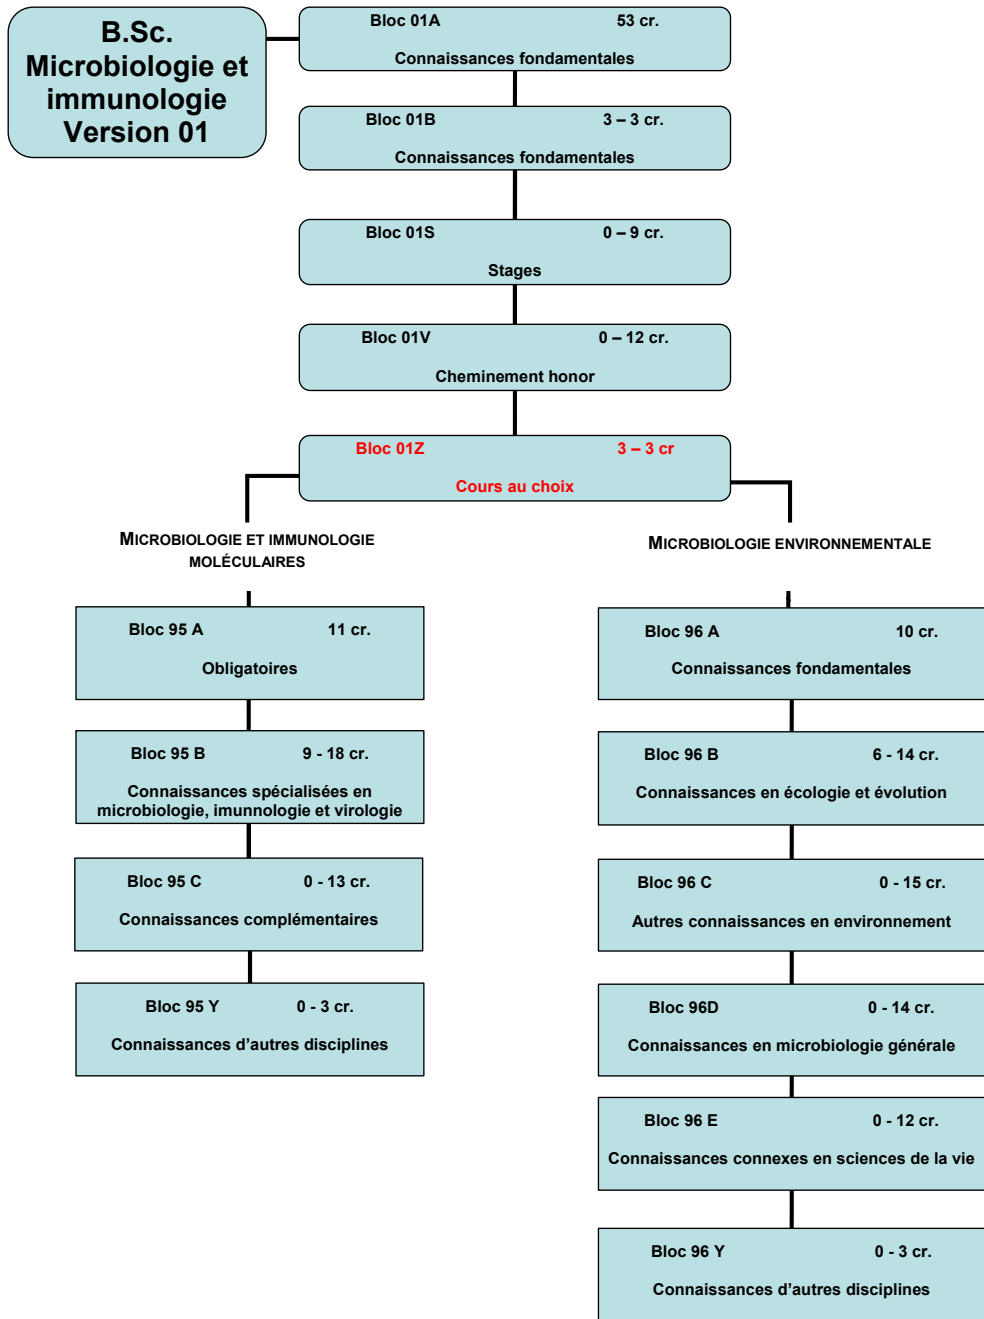 B.Sc.
Microbiologie et
immunologie
Version 01
Bloc 01A 53 cr.
Connaissances fondamentales
Bloc 01B 3 – 3 cr.
Connaissances fondamentales
Bloc 01S 0 – 9 cr.
Stages
Bloc 01V 0 – 12 cr.
Cheminement honor
Bloc 01Z 3 – 3 cr
Cours au choix
MICROBIOLOGIE ET IMMUNOLOGIE
MOLÉCULAIRES
Bloc 95 A 11 cr.
Obligatoires
Bloc 95 B 9 - 18 cr.
Connaissances spécialisées en
microbiologie, imunnologie et virologie
Bloc 95 C 0 - 13 cr.
Connaissances complémentaires
Bloc 95 Y 0 - 3 cr.
Connaissances d’autres disciplines
MICROBIOLOGIE ENVIRONNEMENTALE
Bloc 96 A 10 cr.
Connaissances fondamentales
Bloc 96 B 6 - 14 cr.
Connaissances en écologie et évolution
Bloc 96 C 0 - 15 cr.
Autres connaissances en environnement
Bloc 96D 0 - 14 cr.
Connaissances en microbiologie générale
Bloc 96 E 0 - 12 cr.
Connaissances connexes en sciences de la vie
Bloc 96 Y 0 - 3 cr.
Connaissances d’autres disciplines